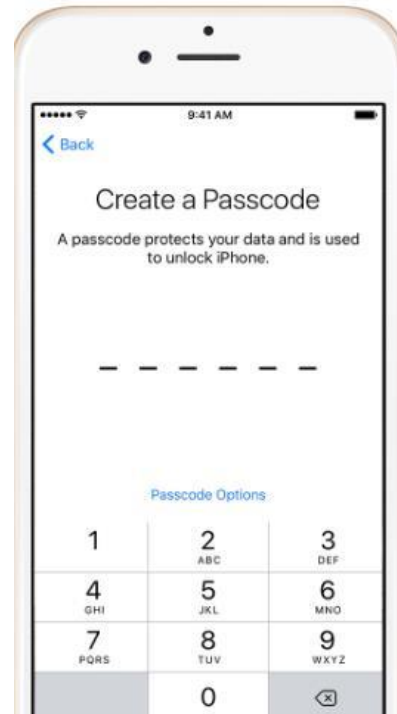 9:41 AM
Back
Create a Passcode
A passcode protects your data and is used
to unlock iPhone.
Passcode Options
1 2 3
ABC DEF
4 5 6
GHI JKL MNO
7 8 9
PQRS TUV WXYZ
0